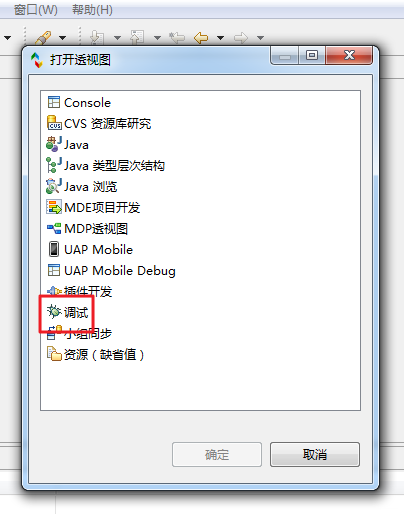 窗口(W) 帮助(H)
打开透视图
Console
CVS 资源库研究
Java
Java 类型层次结构
Java 浏览
MDE项目开发
MDP透视图
UAP Mobile
UAP Mobile Debug
插件开发
调试
小组同步
资源（缺省值）
确定 取消